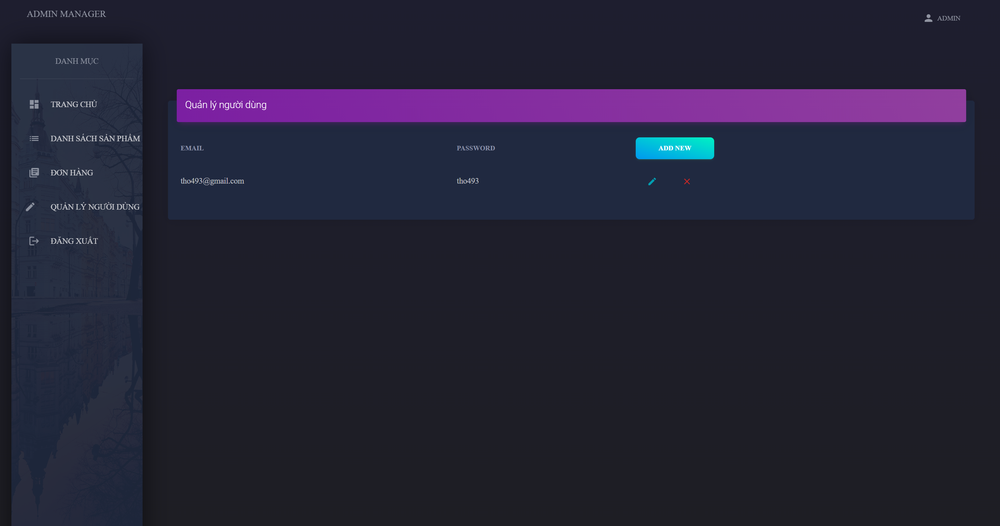 ADMIN MANAGER
ADMIN
DANH MỤC
TRANG CHỦ
DANH SÁCH SẢN PHẨM
ĐƠN HÀNG
QUẢN LÝ NGƯỜI DÙNG
ĐĂNG XUẤT
Quản lý người dùng
EMAIL PASSWORD ADD NEW
tho493@gmail.com tho493